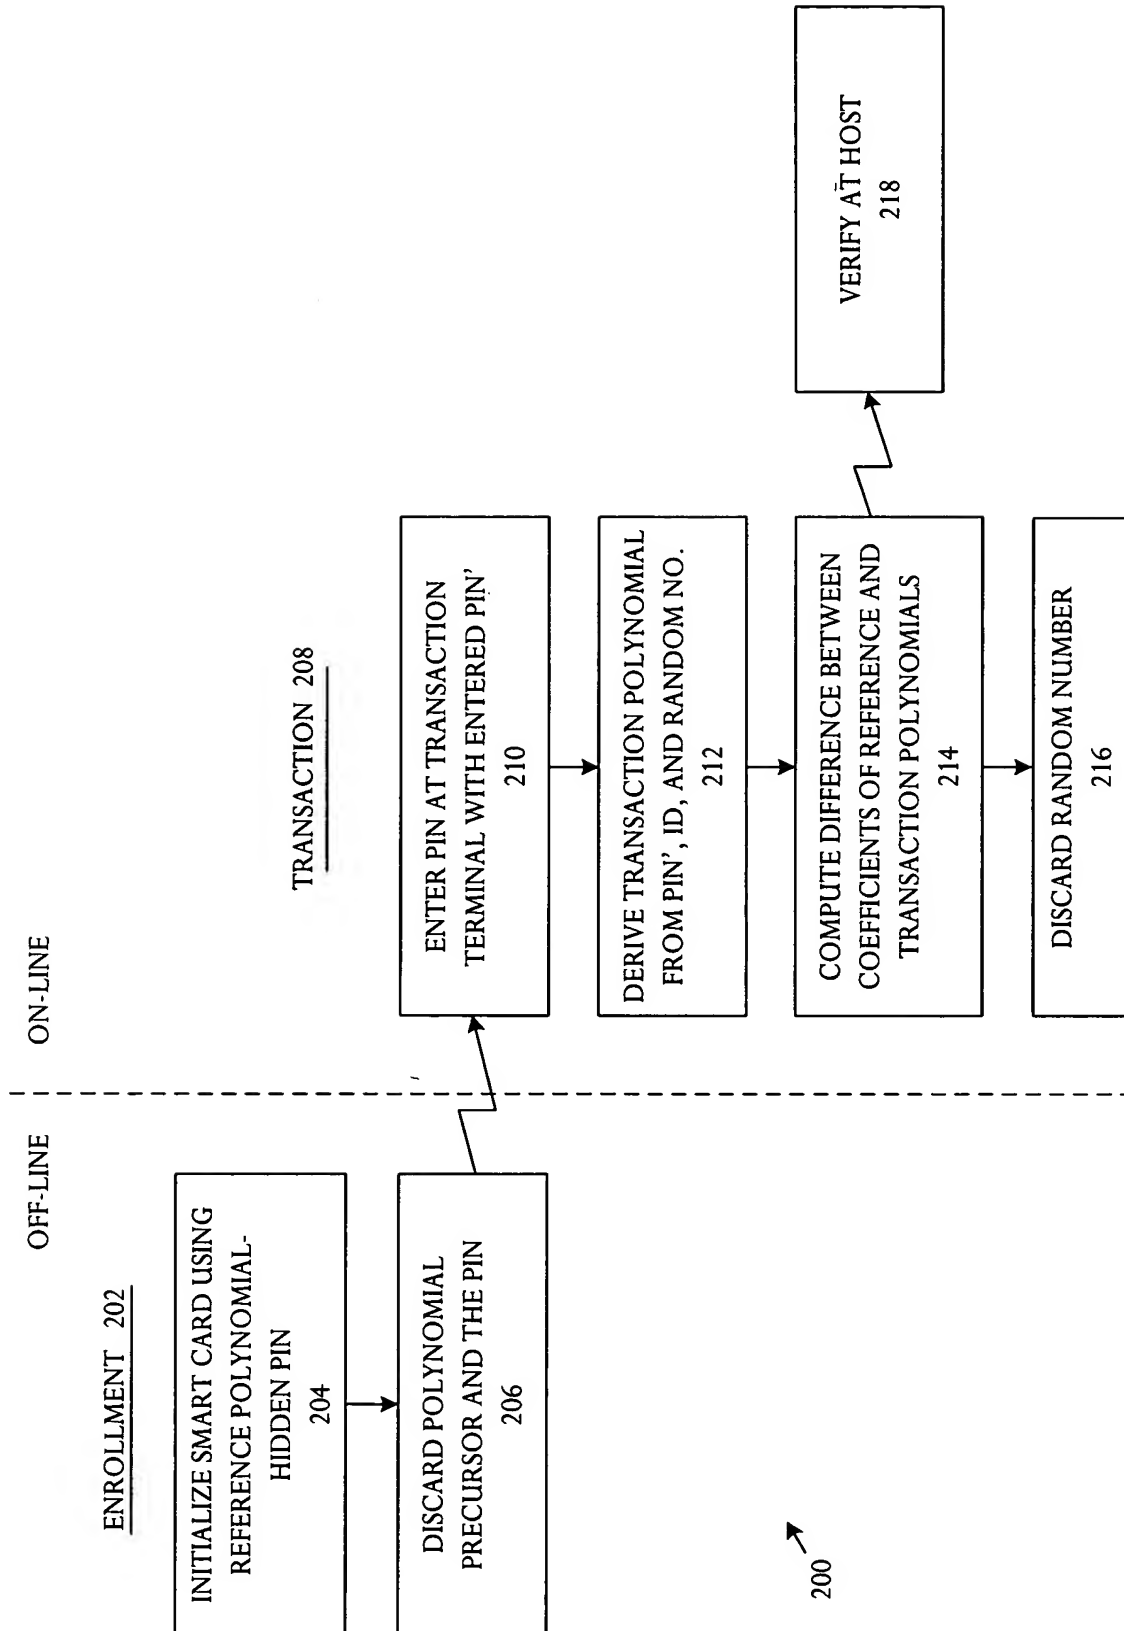 OFF-LINE
ON-LINE
ENROLLMENT 202
INITIALIZE SMART CARD USING
REFERENCE POLYNOMIAL-
HIDDEN PIN
204
DISCARD POLYNOMIAL
PRECURSOR AND THE PIN
206
TRANSACTION 208
ENTER PIN AT TRANSACTION
TERMINAL WITH ENTERED PIN'
210
DERIVE TRANSACTION POLYNOMIAL
FROM PIN', ID, AND RANDOM NO.
212
COMPUTE DIFFERENCE BETWEEN
COEFFICIENTS OF REFERENCE AND
TRANSACTION POLYNOMIALS
214
DISCARD RANDOM NUMBER
216
VERIFY AT HOST
218
200